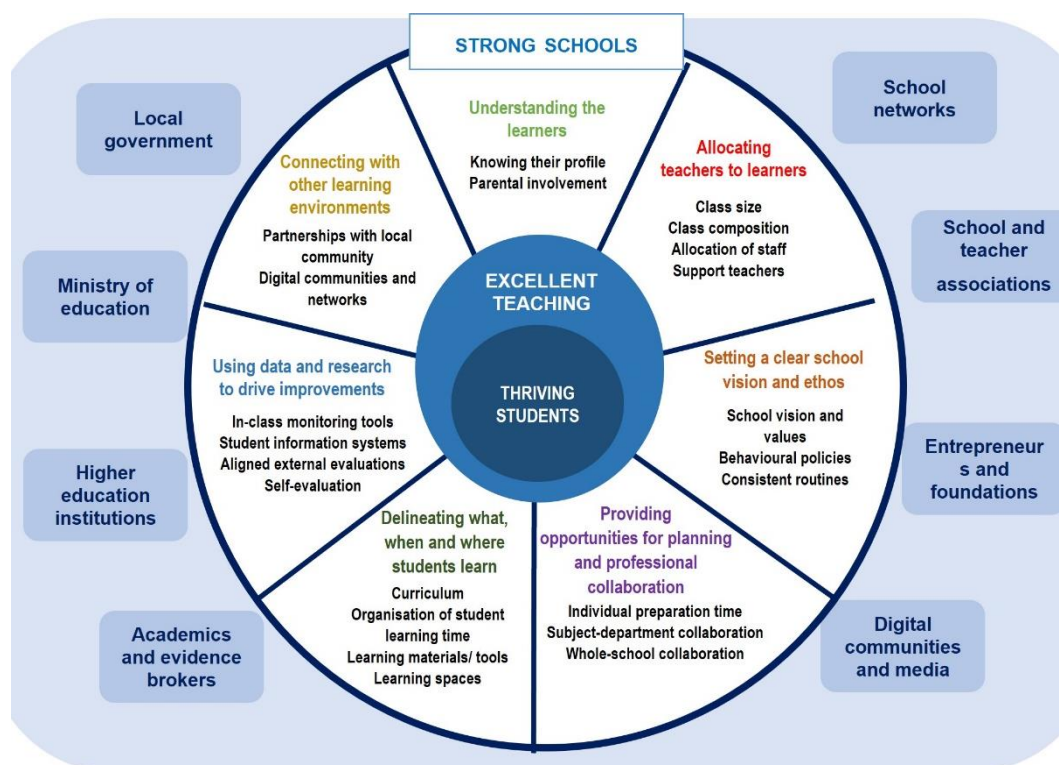 STRONG SCHOOLS
Local
government
Ministry of
education
Higher
education
institutions
Academics
and evidence
brokers
School
networks
School and
teacher
associations
Entrepreneur
s and
foundations
Digital
communities
and media
Understanding the
learners
Knowing their profile
Parental involvement
Allocating
teachers to learners
Class size
Class composition
Allocation of staff
Support teachers
Setting a clear school
vision and ethos
School vision and
values
Behavioural policies
Consistent routines
Providing
opportunities for planning
and professional
collaboration
Individual preparation time
Subject-department collaboration
Whole-school collaboration
Delineating what,
when and where
students learn
Curriculum
Organisation of student
learning time
Learning materials/ tools
Learning spaces
Using data and research
to drive improvements
In-class monitoring tools
Student information systems
Aligned external evaluations
Self-evaluation
Connecting with
other learning
environments
Partnerships with local
community
Digital communities and
networks
EXCELLENT
TEACHING
THRIVING
STUDENTS